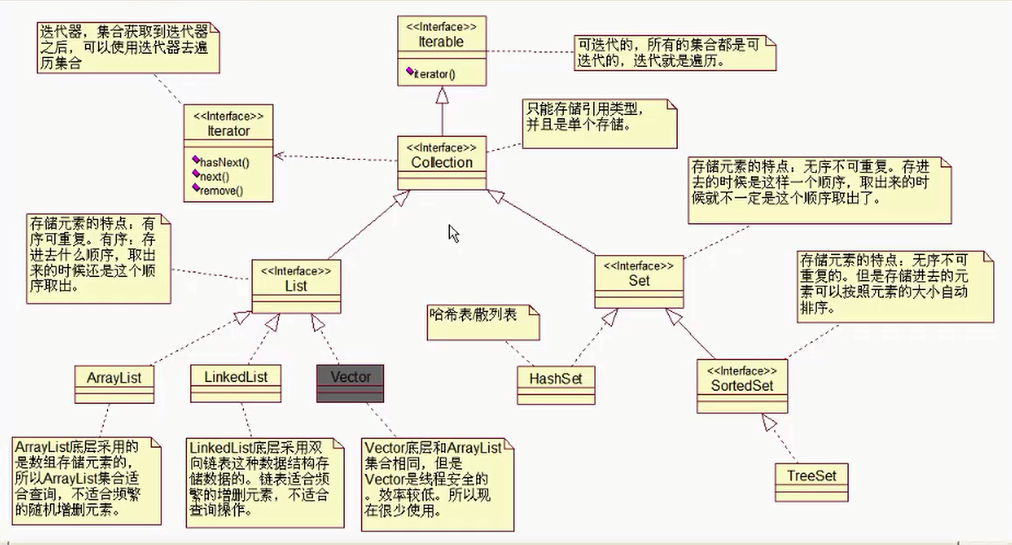 迭代器，集合获取到迭代器
之后，可以使用迭代器去遍
历集合
<<Interface>>
Iterable
iterator()
可迭代的，所有的集合都是可
迭代的，迭代就是遍历。
<<Interface>>
Iterator
hasNext()
next()
remove()
只能存储引用类型，
并且是单个存储。
<<Interface>>
Collection
存储元素的特点：无序不可重复。存进
去的时候是这样一个顺序，取出来的时
候就不一定是这个顺序取出了。
存储元素的特点：有
序可重复。有序：存
进去什么顺序，取出
来的时候还是这个顺
序取出。
<<Interface>>
List
<<Interface>>
Set
存储元素的特点：无序不可
重复的。但是存储进去的元
素可以按照元素的大小自动
排序。
哈希表/散列表
ArrayList
LinkedList
Vector
HashSet
<<Interface>>
SortedSet
ArrayList底层采用的
是数组存储元素的，
所以ArrayList集合适
合查询，不适合频繁
的随机增删元素。
LinkedList底层采用双
向链表这种数据结构存
储数据的。链表适合频
繁的增删元素，不适合
查询操作。
Vector底层和ArrayList
集合相同，但是
Vector是线程安全的
。效率较低。所以现
在很少使用。
TreeSet